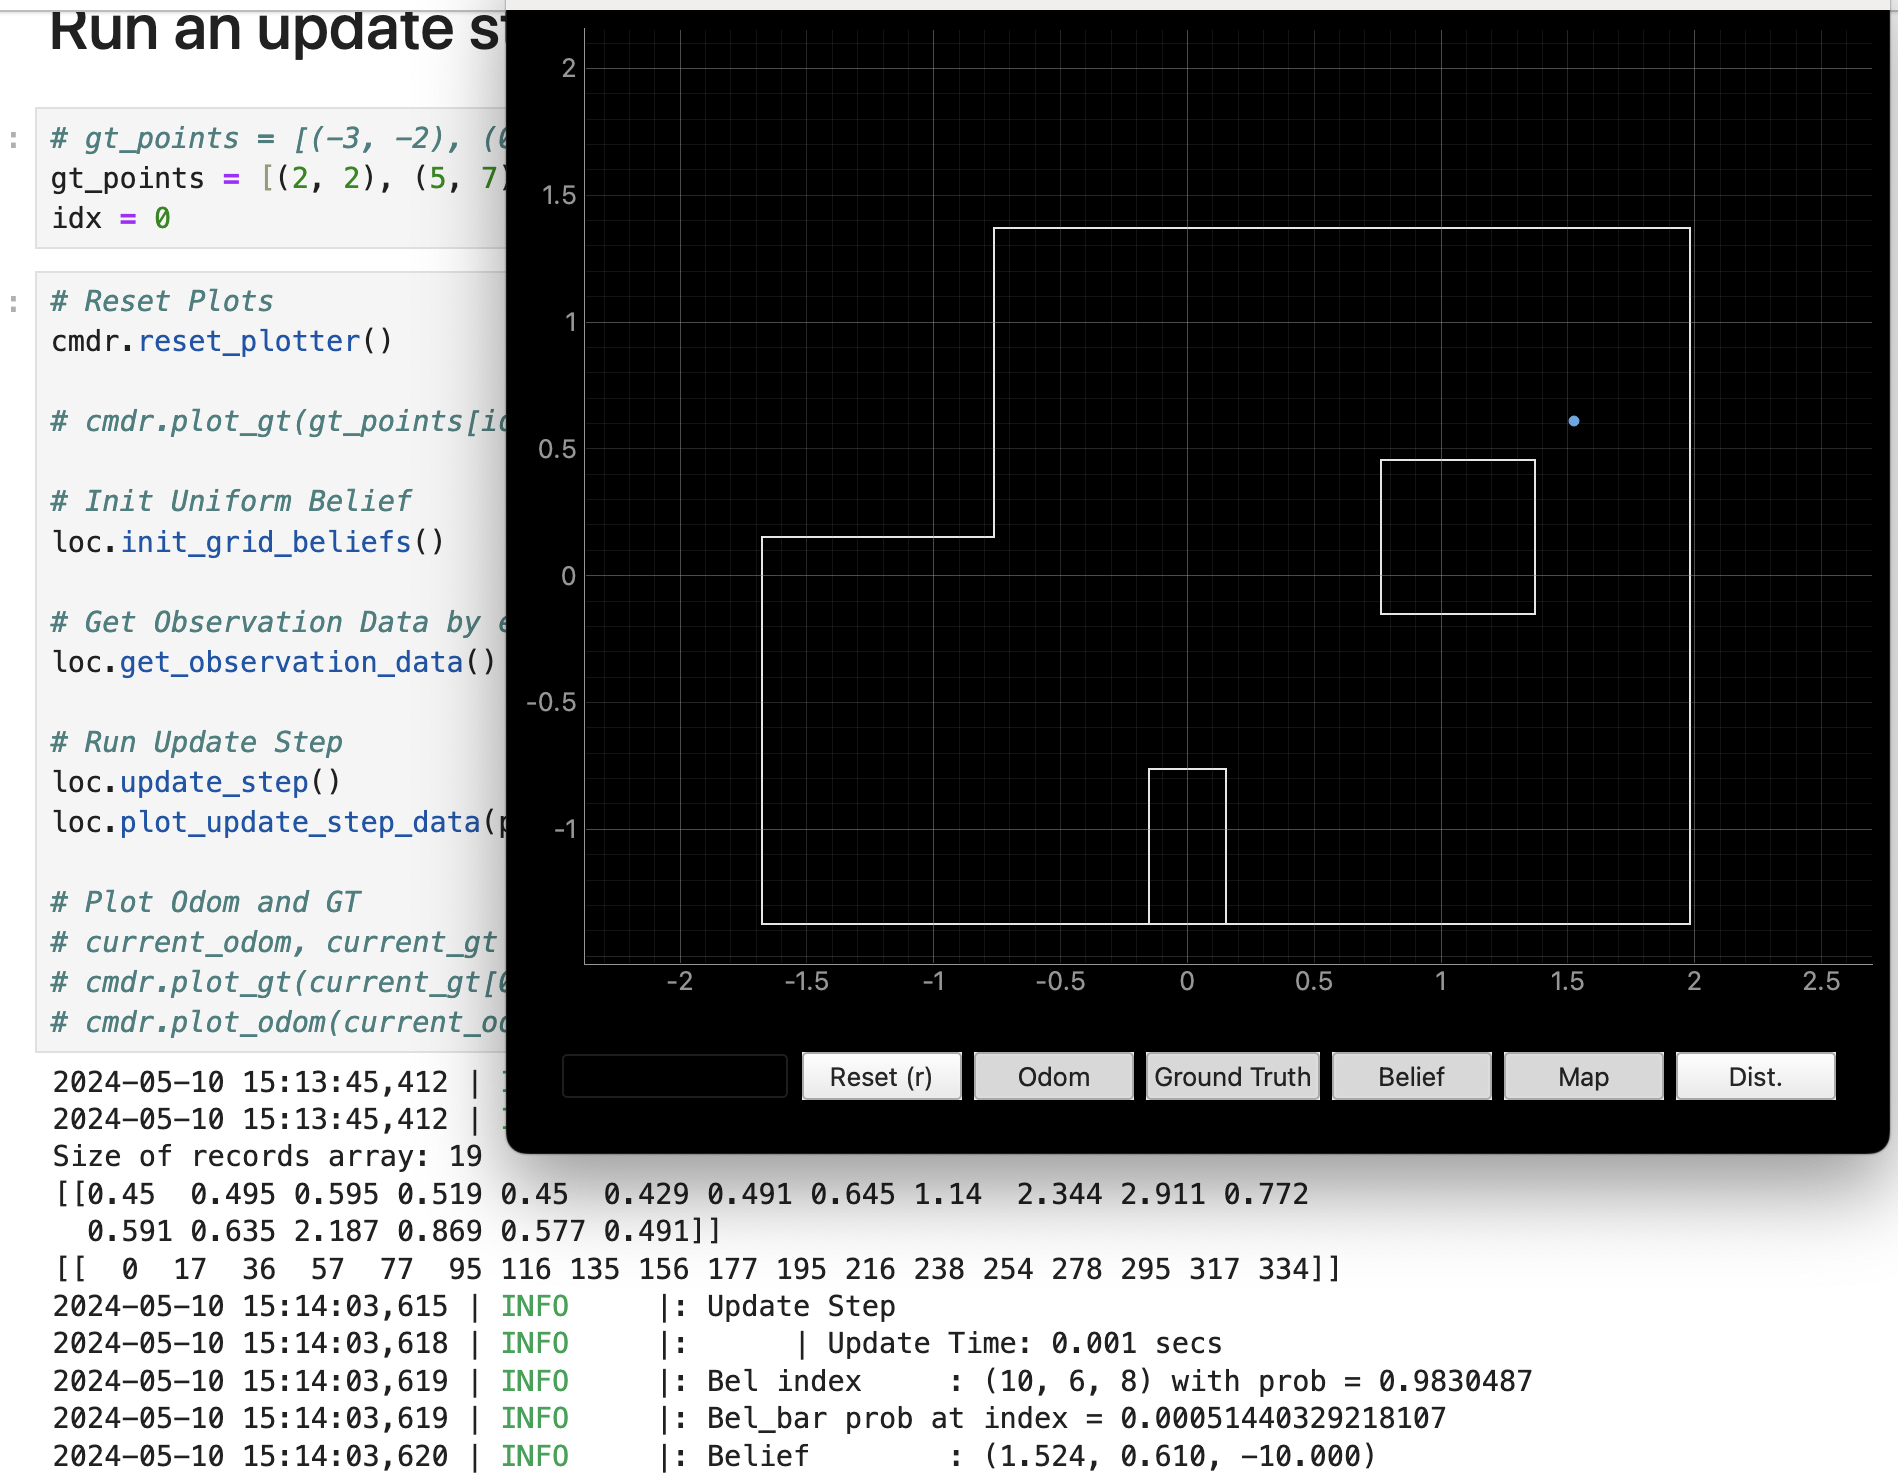 Run an update
:
# gt_points = [(-3, -2), (
gt_points = [(2, 2), (5, 7)
idx = 0
:
# Reset Plots
cmdr.reset_plotter()
# cmdr.plot_gt(gt_points[i
# Init Uniform Belief
loc.init_grid_beliefs()
# Get Observation Data by
loc.get_observation_data()
# Run Update Step
loc.update_step()
loc.plot_update_step_data(
# Plot Odom and GT
# current_odom, current_gt
# cmdr.plot_gt(current_gt[
# cmdr.plot_odom(current_o
2
1.5
1
0.5
0
-0.5
-1
-2 -1.5 -1 -0.5 0 0.5 1 1.5 2 2.5
Reset (r) Odom Ground Truth Belief Map Dist.
2024-05-10 15:13:45,412 |
2024-05-10 15:13:45,412 |
Size of records array: 19
[[0.45  0.495 0.595 0.519 0.45  0.429 0.491 0.645 1.14  2.344 2.911 0.772
0.591 0.635 2.187 0.869 0.577 0.491]]
[[  0  17  36  57  77  95 116 135 156 177 195 216 238 254 278 295 317 334]]
2024-05-10 15:14:03,615 | INFO     |: Update Step
2024-05-10 15:14:03,618 | INFO     |:      | Update Time: 0.001 secs
2024-05-10 15:14:03,619 | INFO     |: Bel index     : (10, 6, 8) with prob = 0.9830487
2024-05-10 15:14:03,619 | INFO     |: Bel_bar prob at index = 0.00051440329218107
2024-05-10 15:14:03,620 | INFO     |: Belief        : (1.524, 0.610, -10.000)